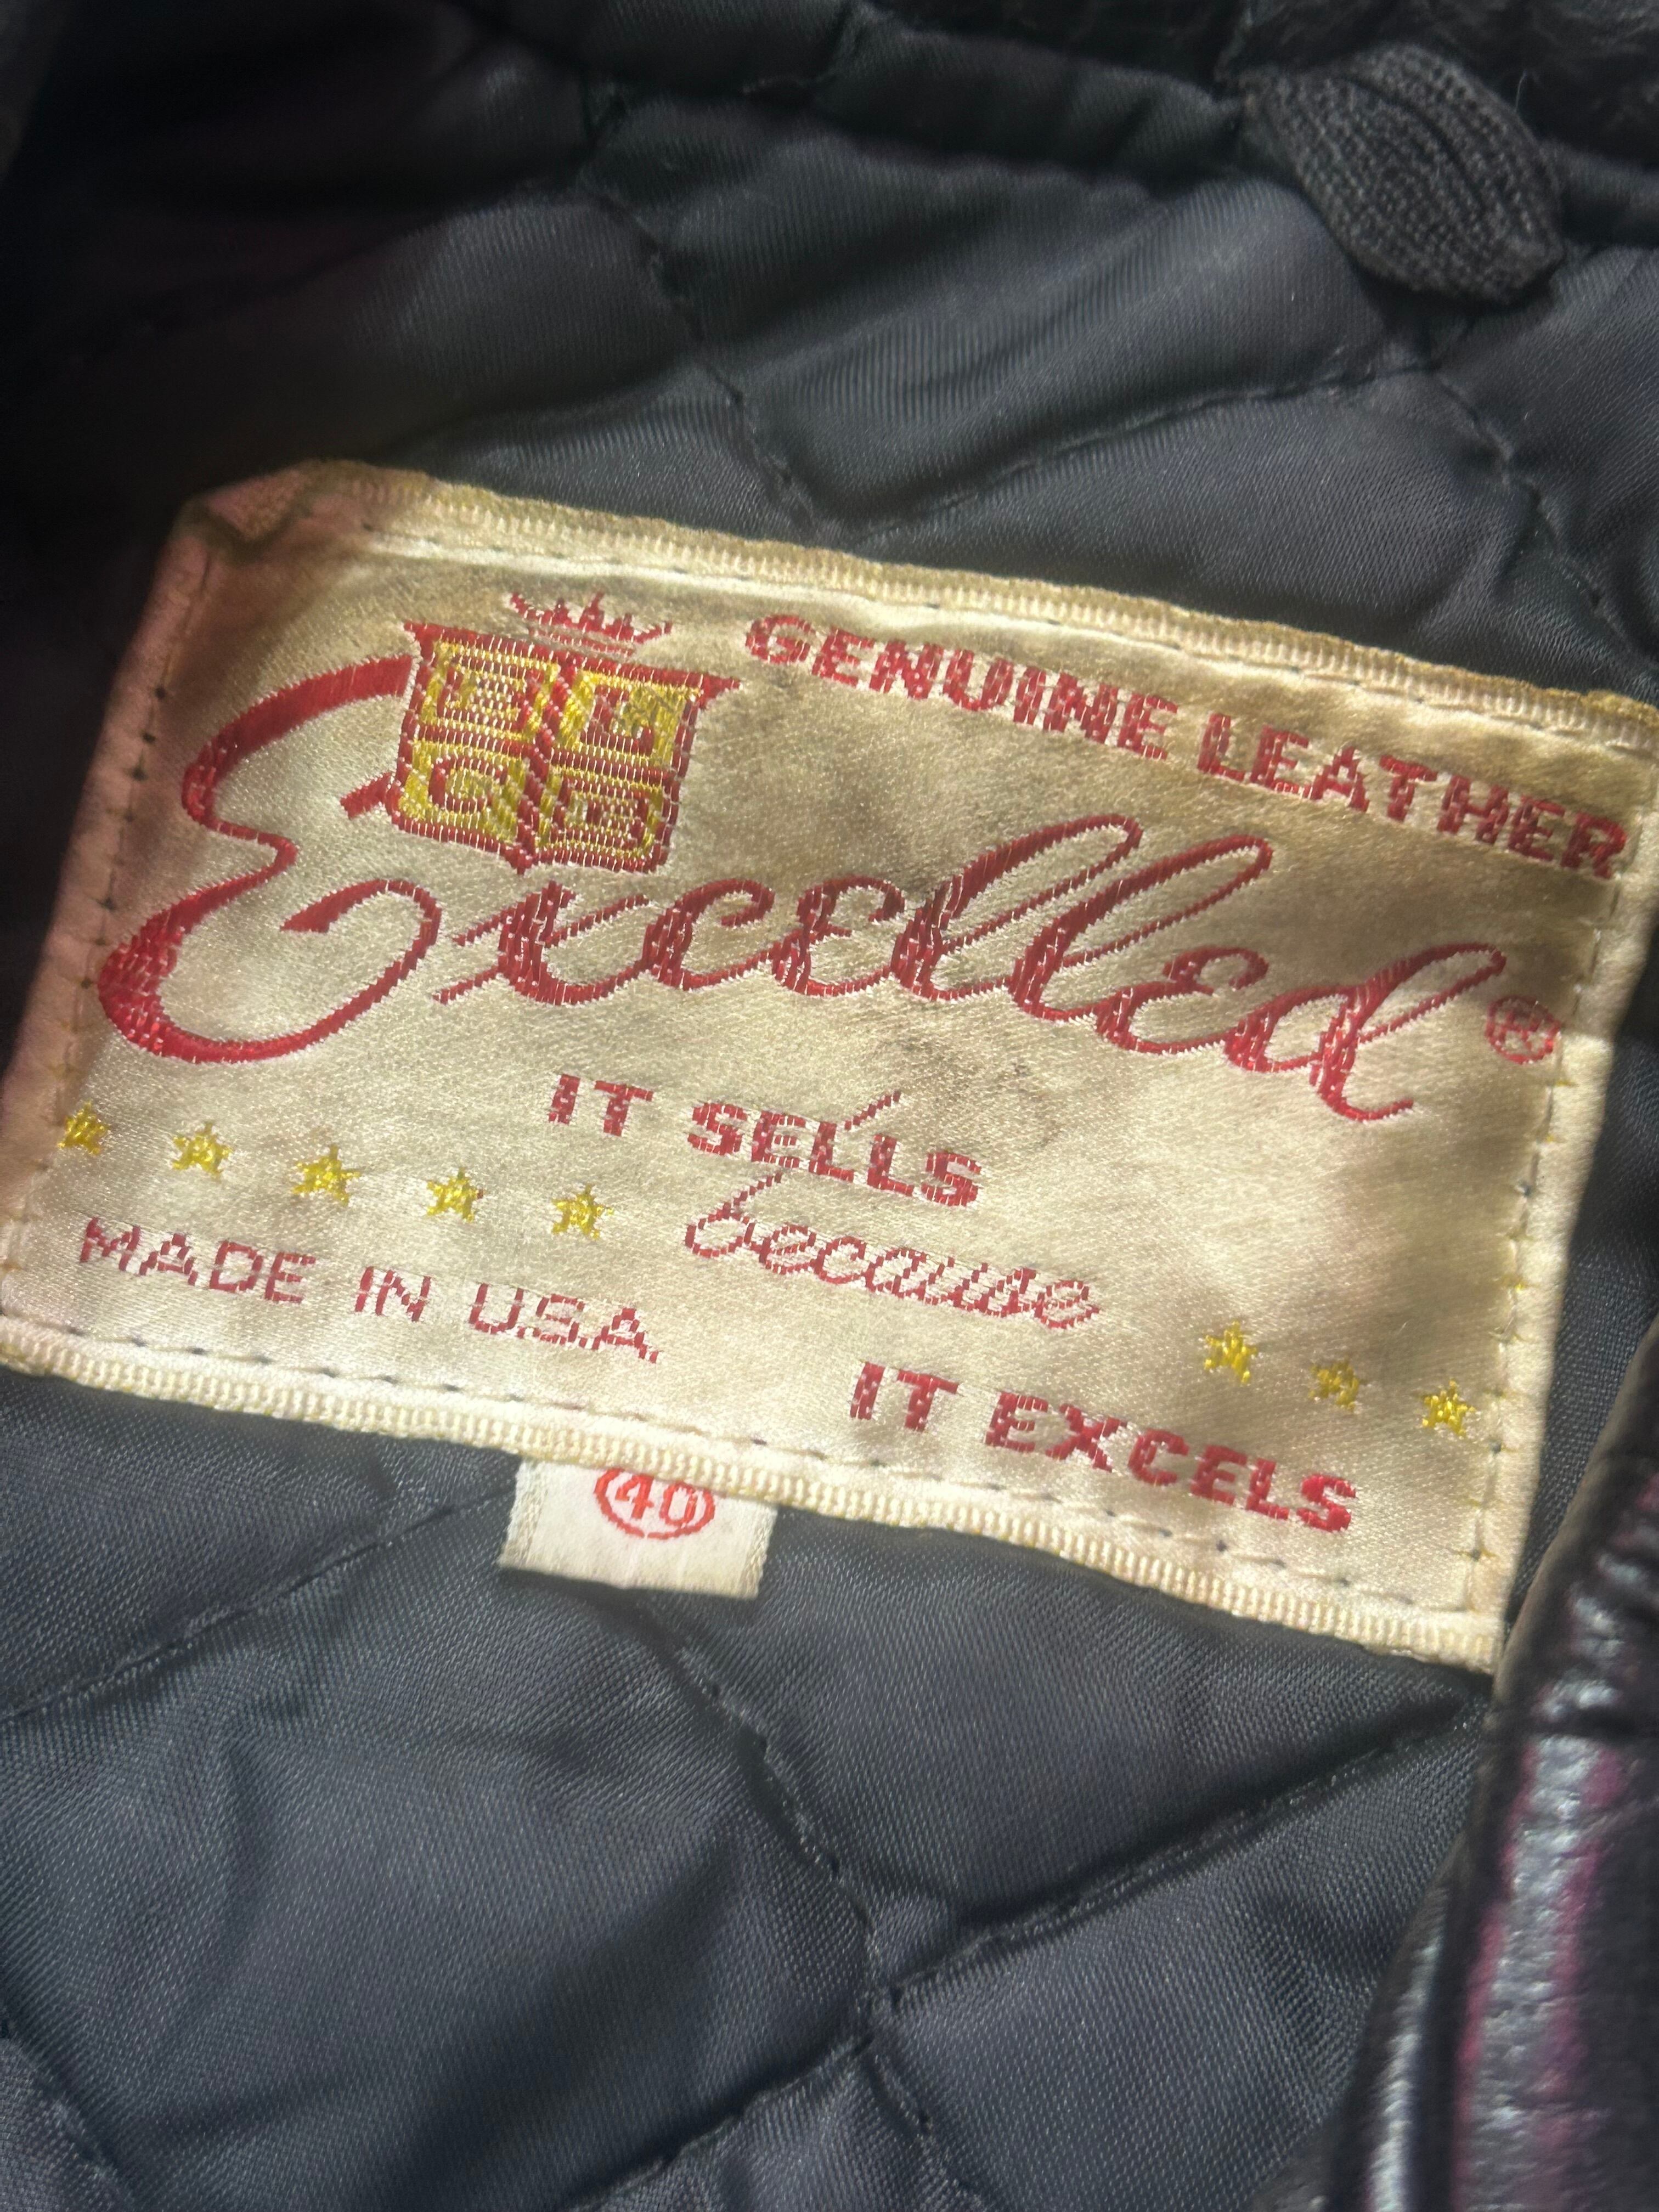 GENUINE LEATHER
Excelled®
IT SELLS
because
IT EXCELS
MADE IN U.S.A.
40